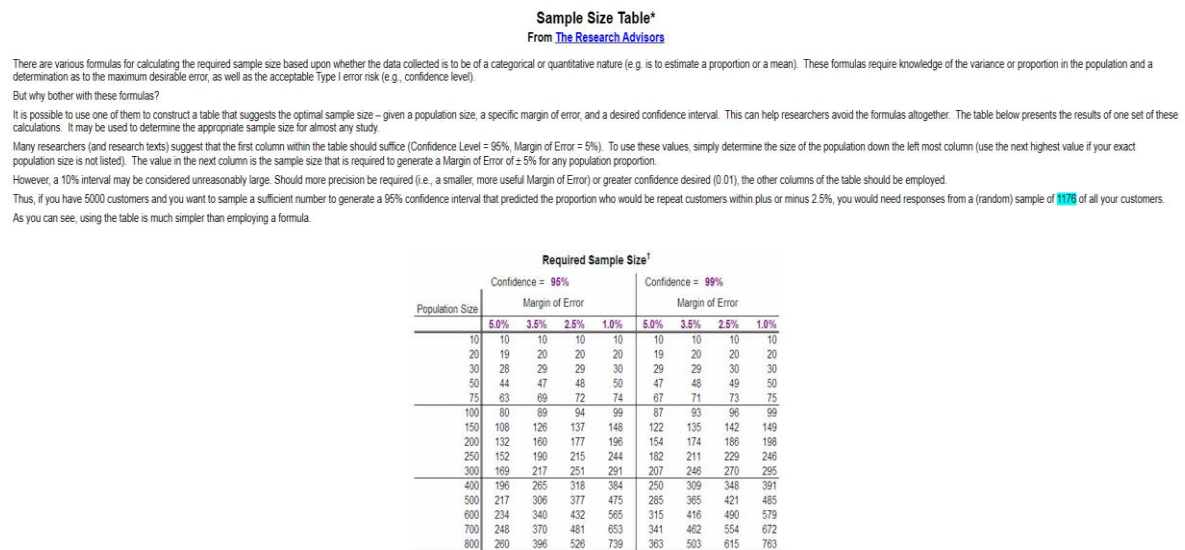 Sample Size Table*
From The Research Advisors
There are various formulas for calculating the required sample size based upon whether the data collected is to be of a categorical or quantitative nature (e.g. is to estimate a proportion or a mean). These formulas require knowledge of the variance or proportion in the population and a
determination as to the maximum desirable error, as well as the acceptable Type I error risk (e.g., confidence level).
But why bother with these formulas?
It is possible to use one of them to construct a table that suggests the optimal sample size – given a population size, a specific margin of error, and a desired confidence interval. This can help researchers avoid the formulas altogether. The table below presents the results of one set of these
calculations. It may be used to determine the appropriate sample size for almost any study.
Many researchers (and research texts) suggest that the first column within the table should suffice (Confidence Level = 95%, Margin of Error = 5%). To use these values, simply determine the size of the population down the left most column (use the next highest value if your exact
population size is not listed). The value in the next column is the sample size that is required to generate a Margin of Error of ± 5% for any population proportion.
However, a 10% interval may be considered unreasonably large. Should more precision be required (i.e., a smaller, more useful Margin of Error) or greater confidence desired (0.01), the other columns of the table should be employed.
Thus, if you have 5000 customers and you want to sample a sufficient number to generate a 95% confidence interval that predicted the proportion who would be repeat customers within plus or minus 2.5%, you would need responses from a (random) sample of 1176 of all your customers.
As you can see, using the table is much simpler than employing a formula.
Required Sample Size†
Confidence = 95% Confidence = 99%
Population Size Margin of Error Margin of Error
5.0% 3.5% 2.5% 1.0% 5.0% 3.5% 2.5% 1.0%
10 10 10 10 10 10 10 10 10
20 19 20 20 20 19 20 20 20
30 28 29 29 30 29 29 30 30
50 44 47 48 50 47 48 49 50
75 63 69 72 74 67 71 73 75
100 80 89 94 99 87 93 96 99
150 108 126 137 148 122 135 142 149
200 132 160 177 196 154 174 186 198
250 152 190 215 244 182 211 229 246
300 169 217 251 291 207 246 270 295
400 196 265 318 384 250 309 348 391
500 217 306 377 475 285 365 421 485
600 234 340 432 565 315 416 490 579
700 248 370 481 653 341 462 554 672
800 260 396 526 739 363 503 615 763